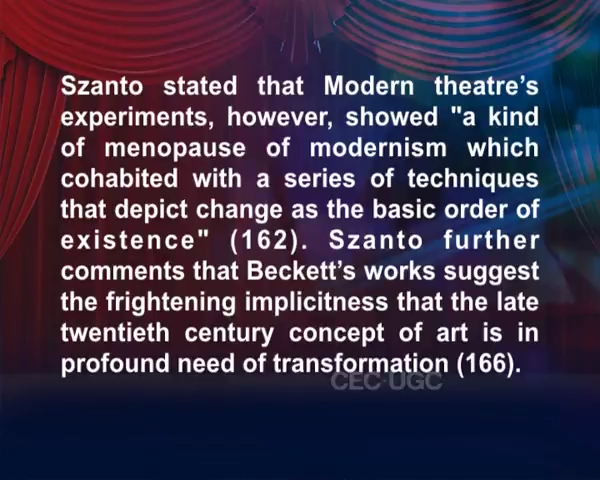 Szanto stated that Modern theatre's
experiments, however, showed "a kind
of menopause of modernism which
cohabited with a series of techniques
that depict change as the basic order of
existence" (162). Szanto further
comments that Beckett's works suggest
the frightening implicitness that the late
twentieth century concept of art is in
profound need of transformation (166).
CEC-UGC